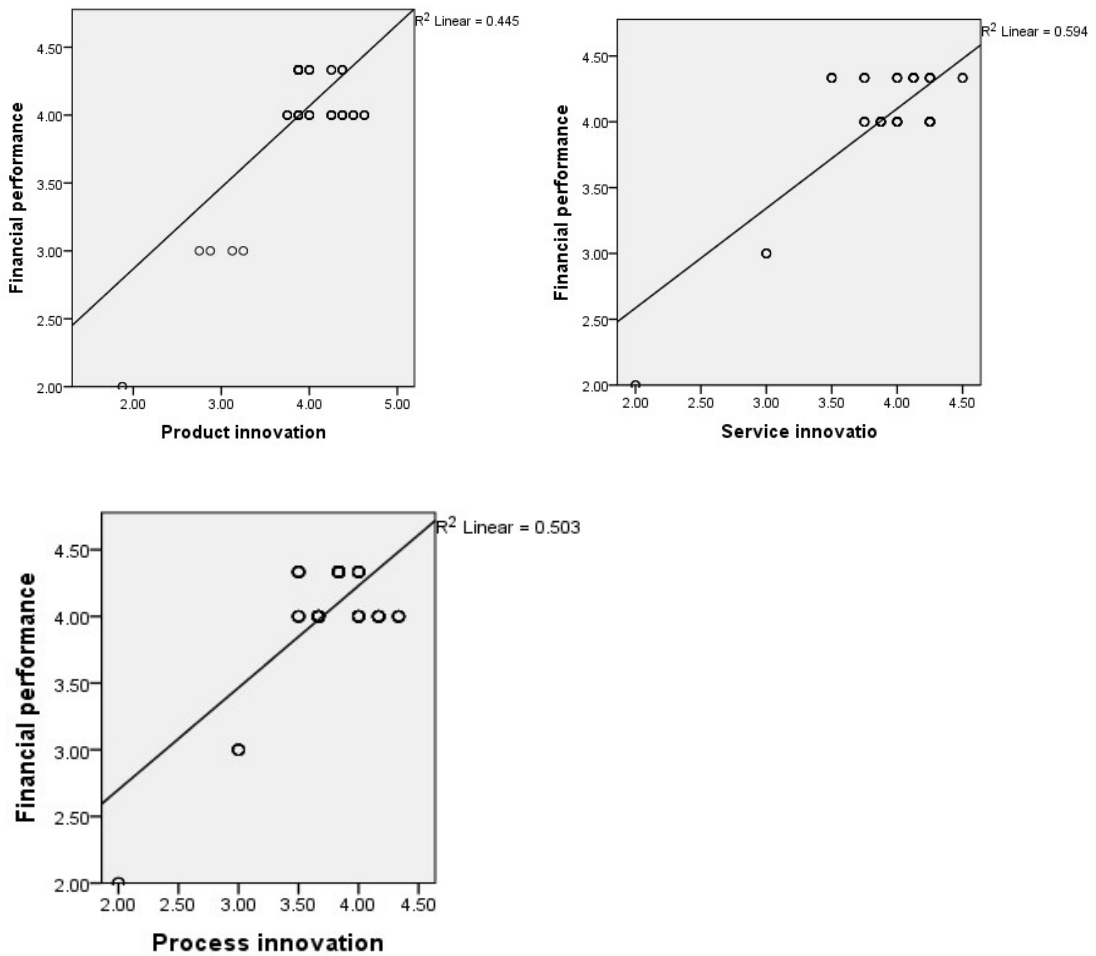 R² Linear = 0.445
4.50
4.00
3.50
3.00
2.50
2.00
Financial performance
2.00 3.00 4.00 5.00
Product innovation
R² Linear = 0.594
4.50
4.00
3.50
3.00
2.50
2.00
Financial performance
2.00 2.50 3.00 3.50 4.00 4.50
Service innovatio
R² Linear = 0.503
4.50
4.00
3.50
3.00
2.50
2.00
Financial performance
2.00 2.50 3.00 3.50 4.00 4.50
Process innovation